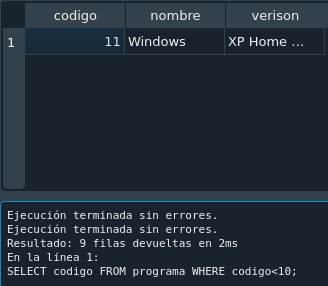 codigo nombre verison
1 11 Windows XP Home ...
Ejecución terminada sin errores.
Ejecución terminada sin errores.
Resultado: 9 filas devueltas en 2ms
En la línea 1:
SELECT codigo FROM programa WHERE codigo<10;